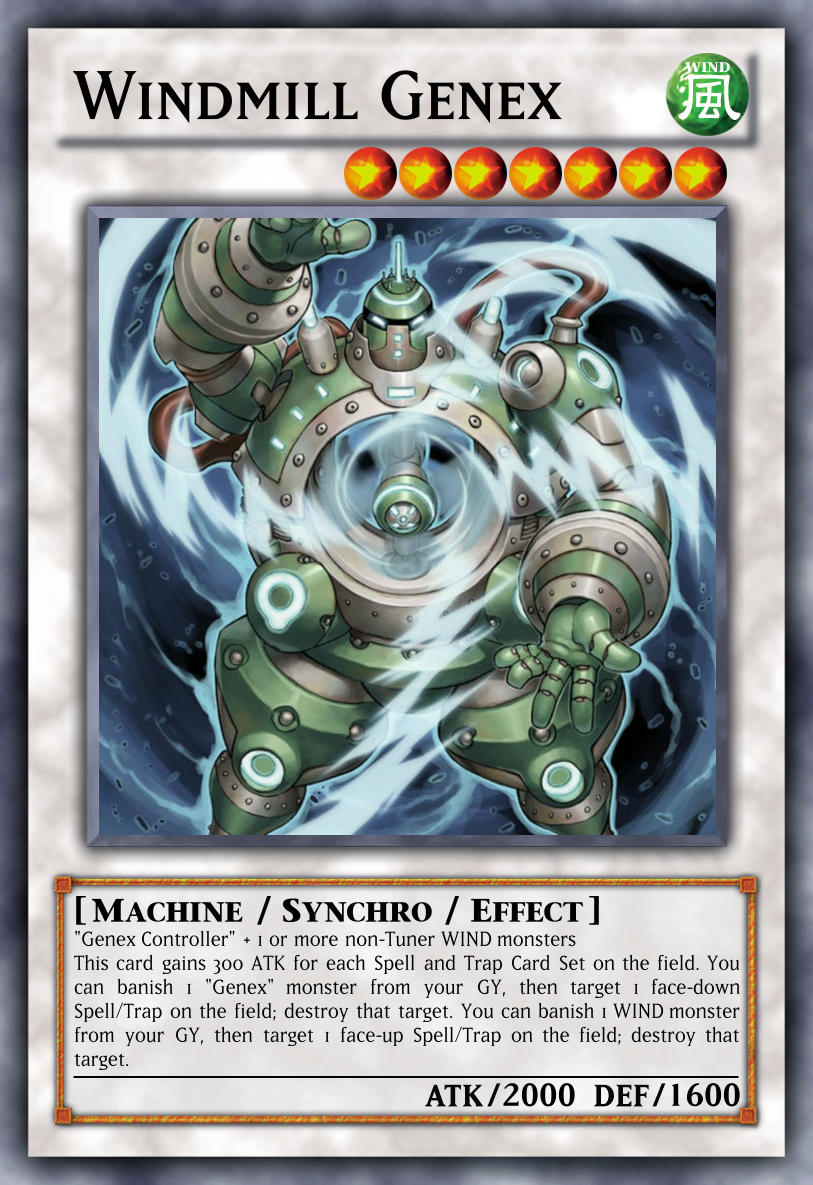 Windmill Genex
WIND
風
[ Machine / Synchro / Effect ]
"Genex Controller" + 1 or more non-Tuner WIND monsters
This card gains 300 ATK for each Spell and Trap Card Set on the field. You
can banish 1 "Genex" monster from your GY, then target 1 face-down
Spell/Trap on the field; destroy that target. You can banish 1 WIND monster
from your GY, then target 1 face-up Spell/Trap on the field; destroy that
target.
ATK/2000 DEF/1600